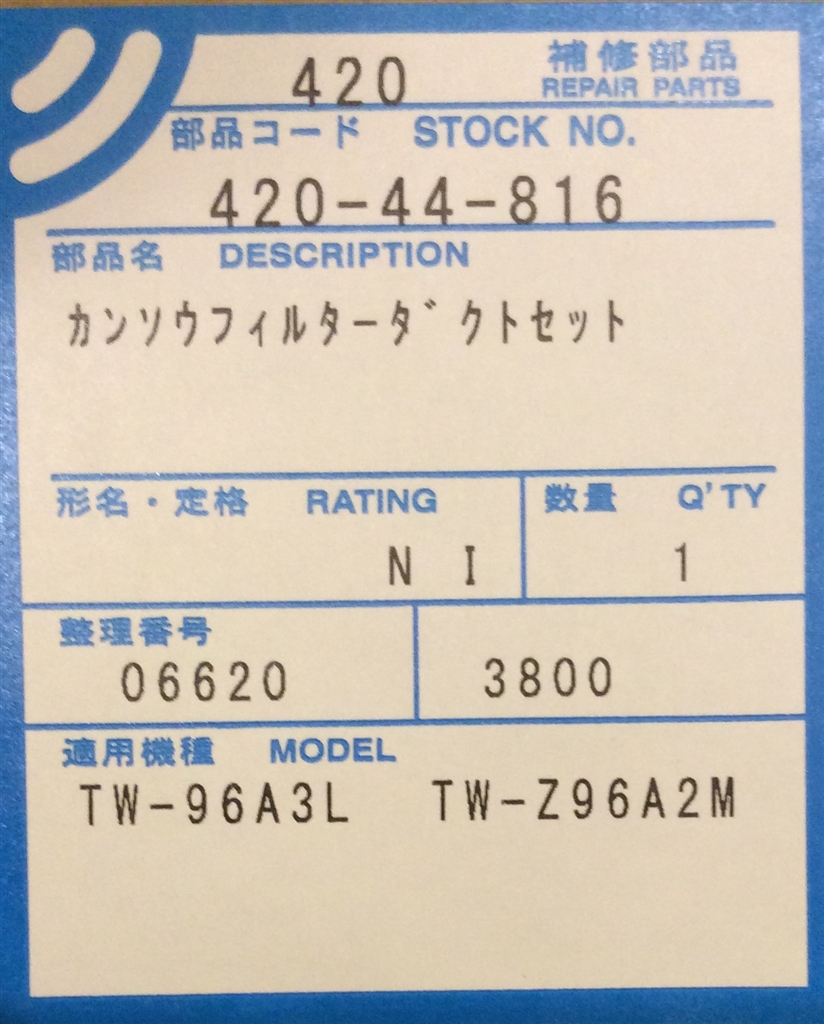 420 補修部品
REPAIR PARTS
部品コード STOCK NO.
420-44-816
部品名 DESCRIPTION
カンソウフィルターダクトセット
形名・定格 RATING 数量 Q'TY
N I 1
整理番号
06620 3800
適用機種 MODEL
TW-96A3L TW-Z96A2M